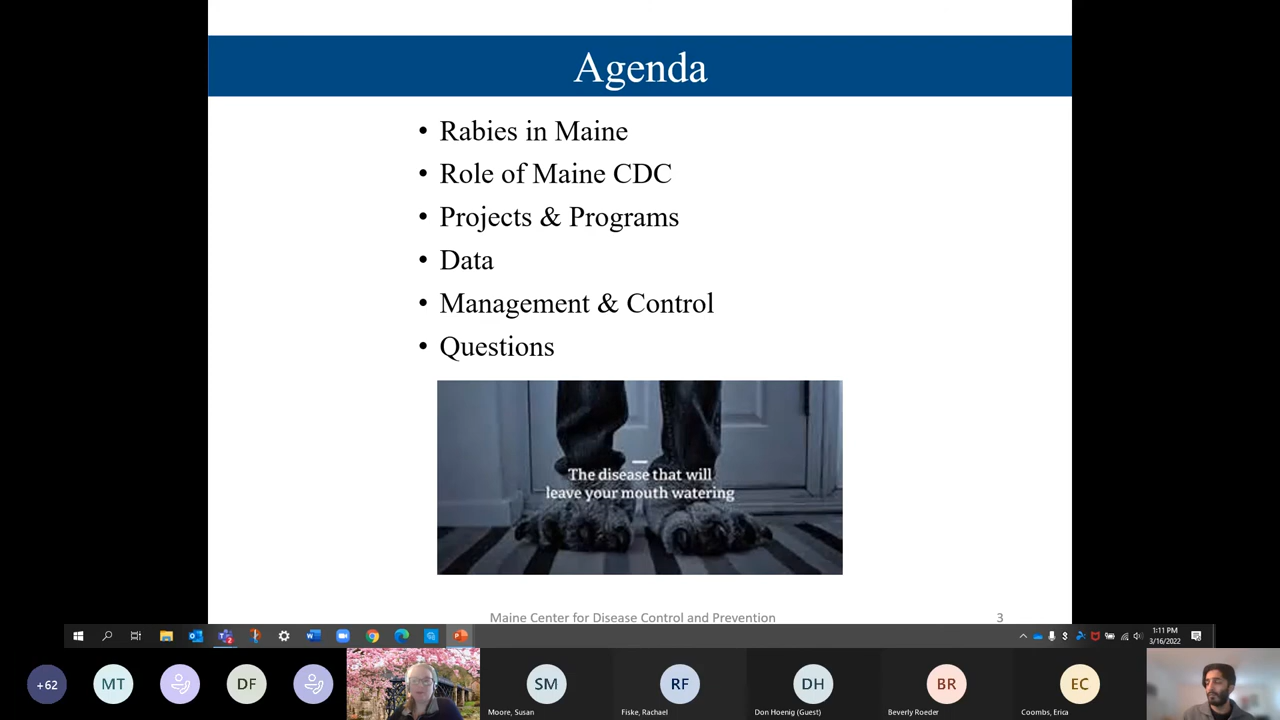 Agenda
• Rabies in Maine
• Role of Maine CDC
• Projects & Programs
• Data
• Management & Control
• Questions
The disease that will
leave your mouth watering
Maine Center for Disease Control and Prevention
3
1:11 PM
3/16/2022
+62
MT
DF
SM
Moore, Susan
RF
Fiske, Rachael
DH
Don Hoenig (Guest)
BR
Beverly Roeder
EC
Coombs, Erica